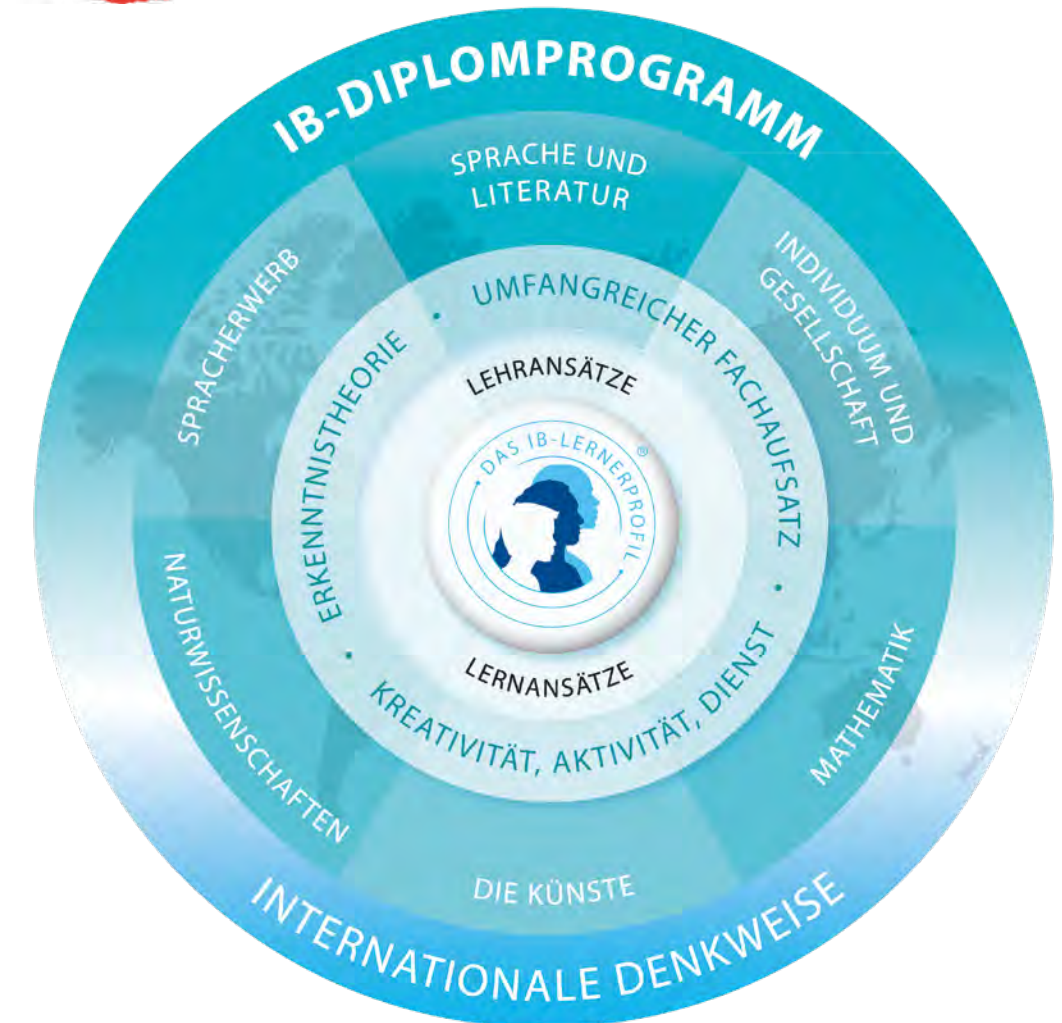 IB-DIPLOMPROGRAMM
SPRACHE UND
LITERATUR
INDIVIDUUM UND
GESELLSCHAFT
MATHEMATIK
DIE KÜNSTE
NATURWISSENSCHAFTEN
SPRACHERWERB
ERKENNTNISTHEORIE •
UMFANGREICHER FACHAUFSATZ •
KREATIVITÄT, AKTIVITÄT, DIENST •
LEHRANSÄTZE
• DAS IB-LERNERPROFIL • ®
LERNANSÄTZE
INTERNATIONALE DENKWEISE